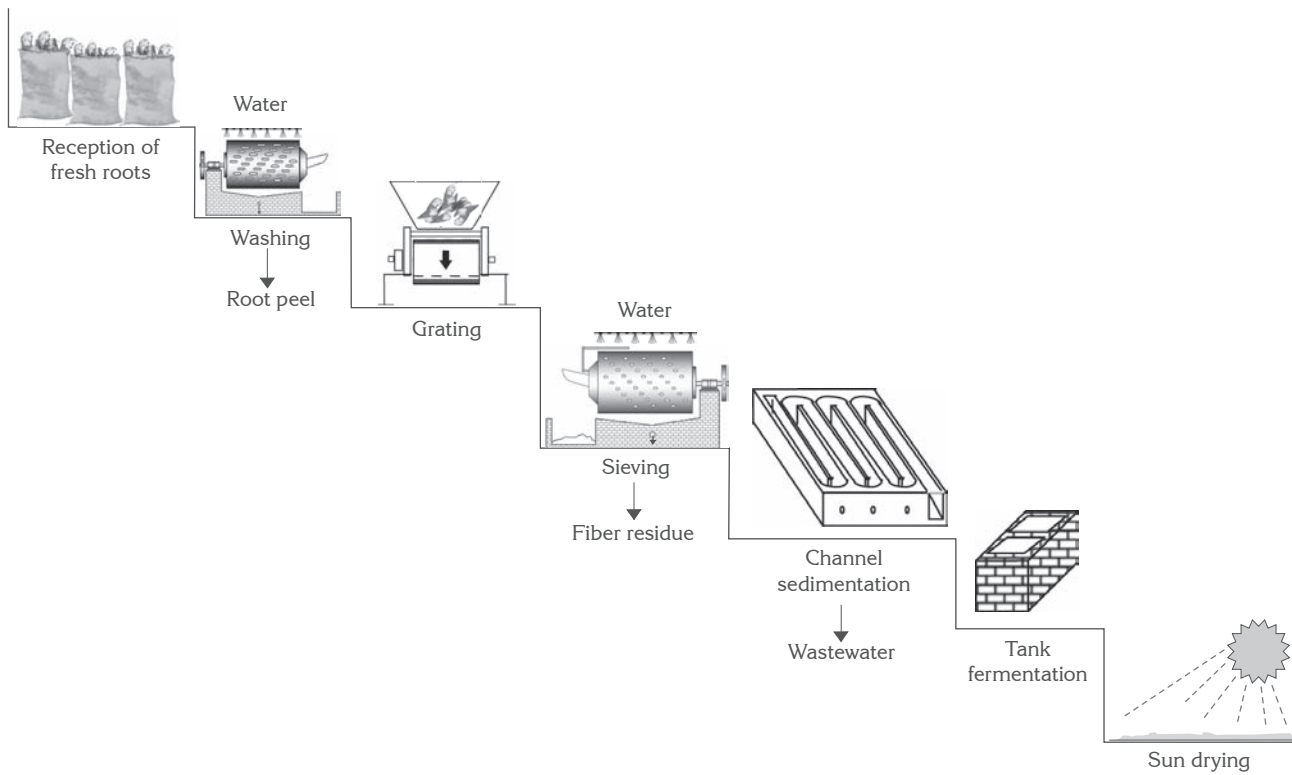 Reception of
fresh roots
Water
Washing
Root peel
Grating
Water
Sieving
Fiber residue
Channel
sedimentation
Wastewater
Tank
fermentation
Sun drying